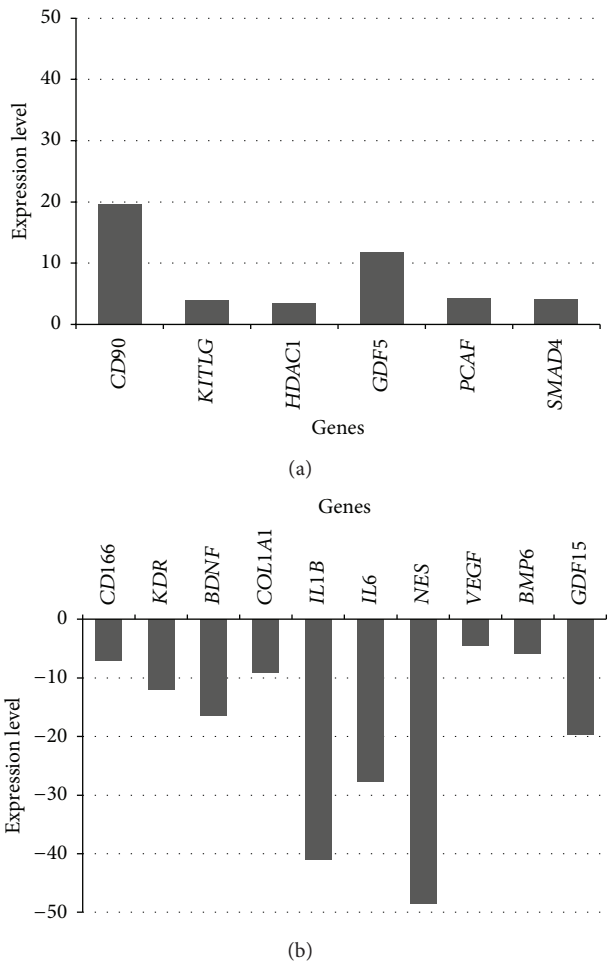 50
40
30
20
10
0
Expression level
CD90
KITLG
HDAC1
GDF5
PCAF
SMAD4
Genes
(a)
Genes
CD166
KDR
BDNF
COL1A1
IL1B
IL6
NES
VEGF
BMP6
GDF15
0
−10
−20
−30
−40
−50
Expression level
(b)